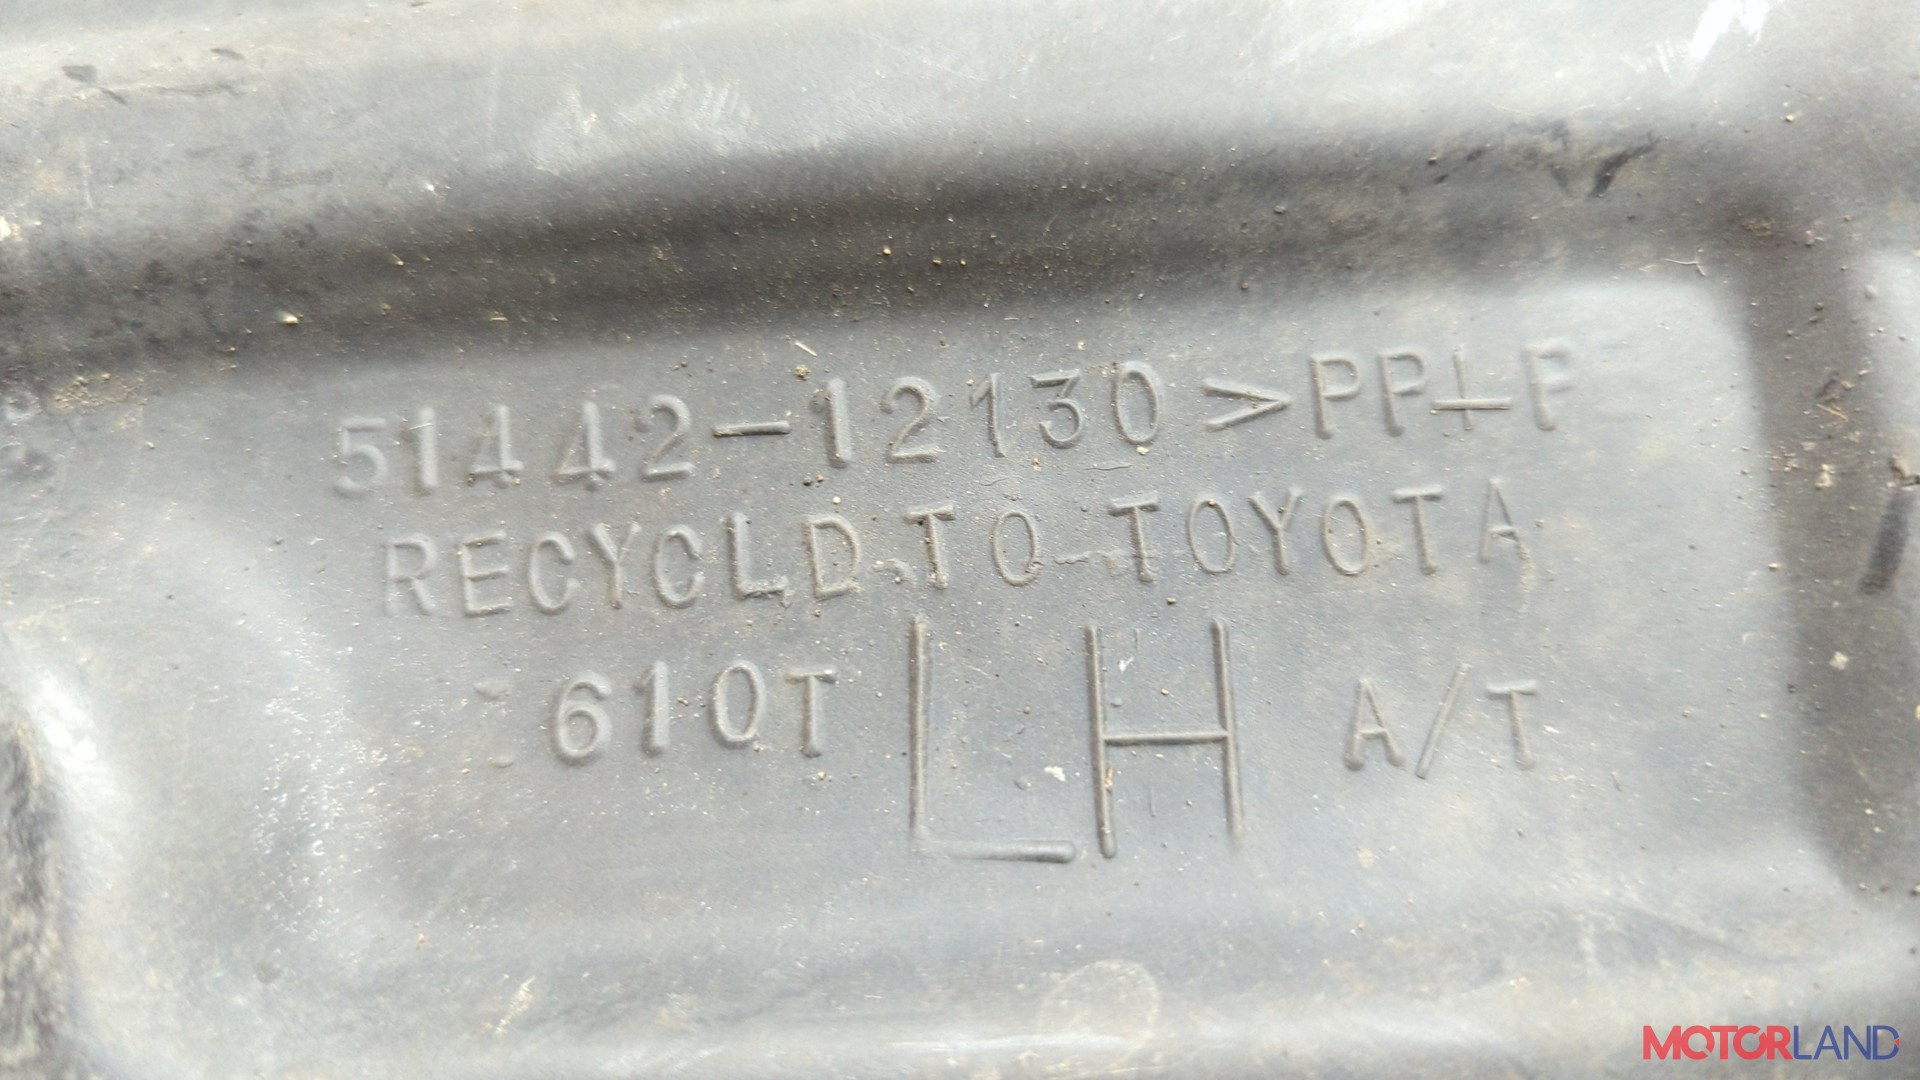 51442-12130 >PP+P
RECYCLD TO TOYOTA
610T LH A/T
MOTORLAND